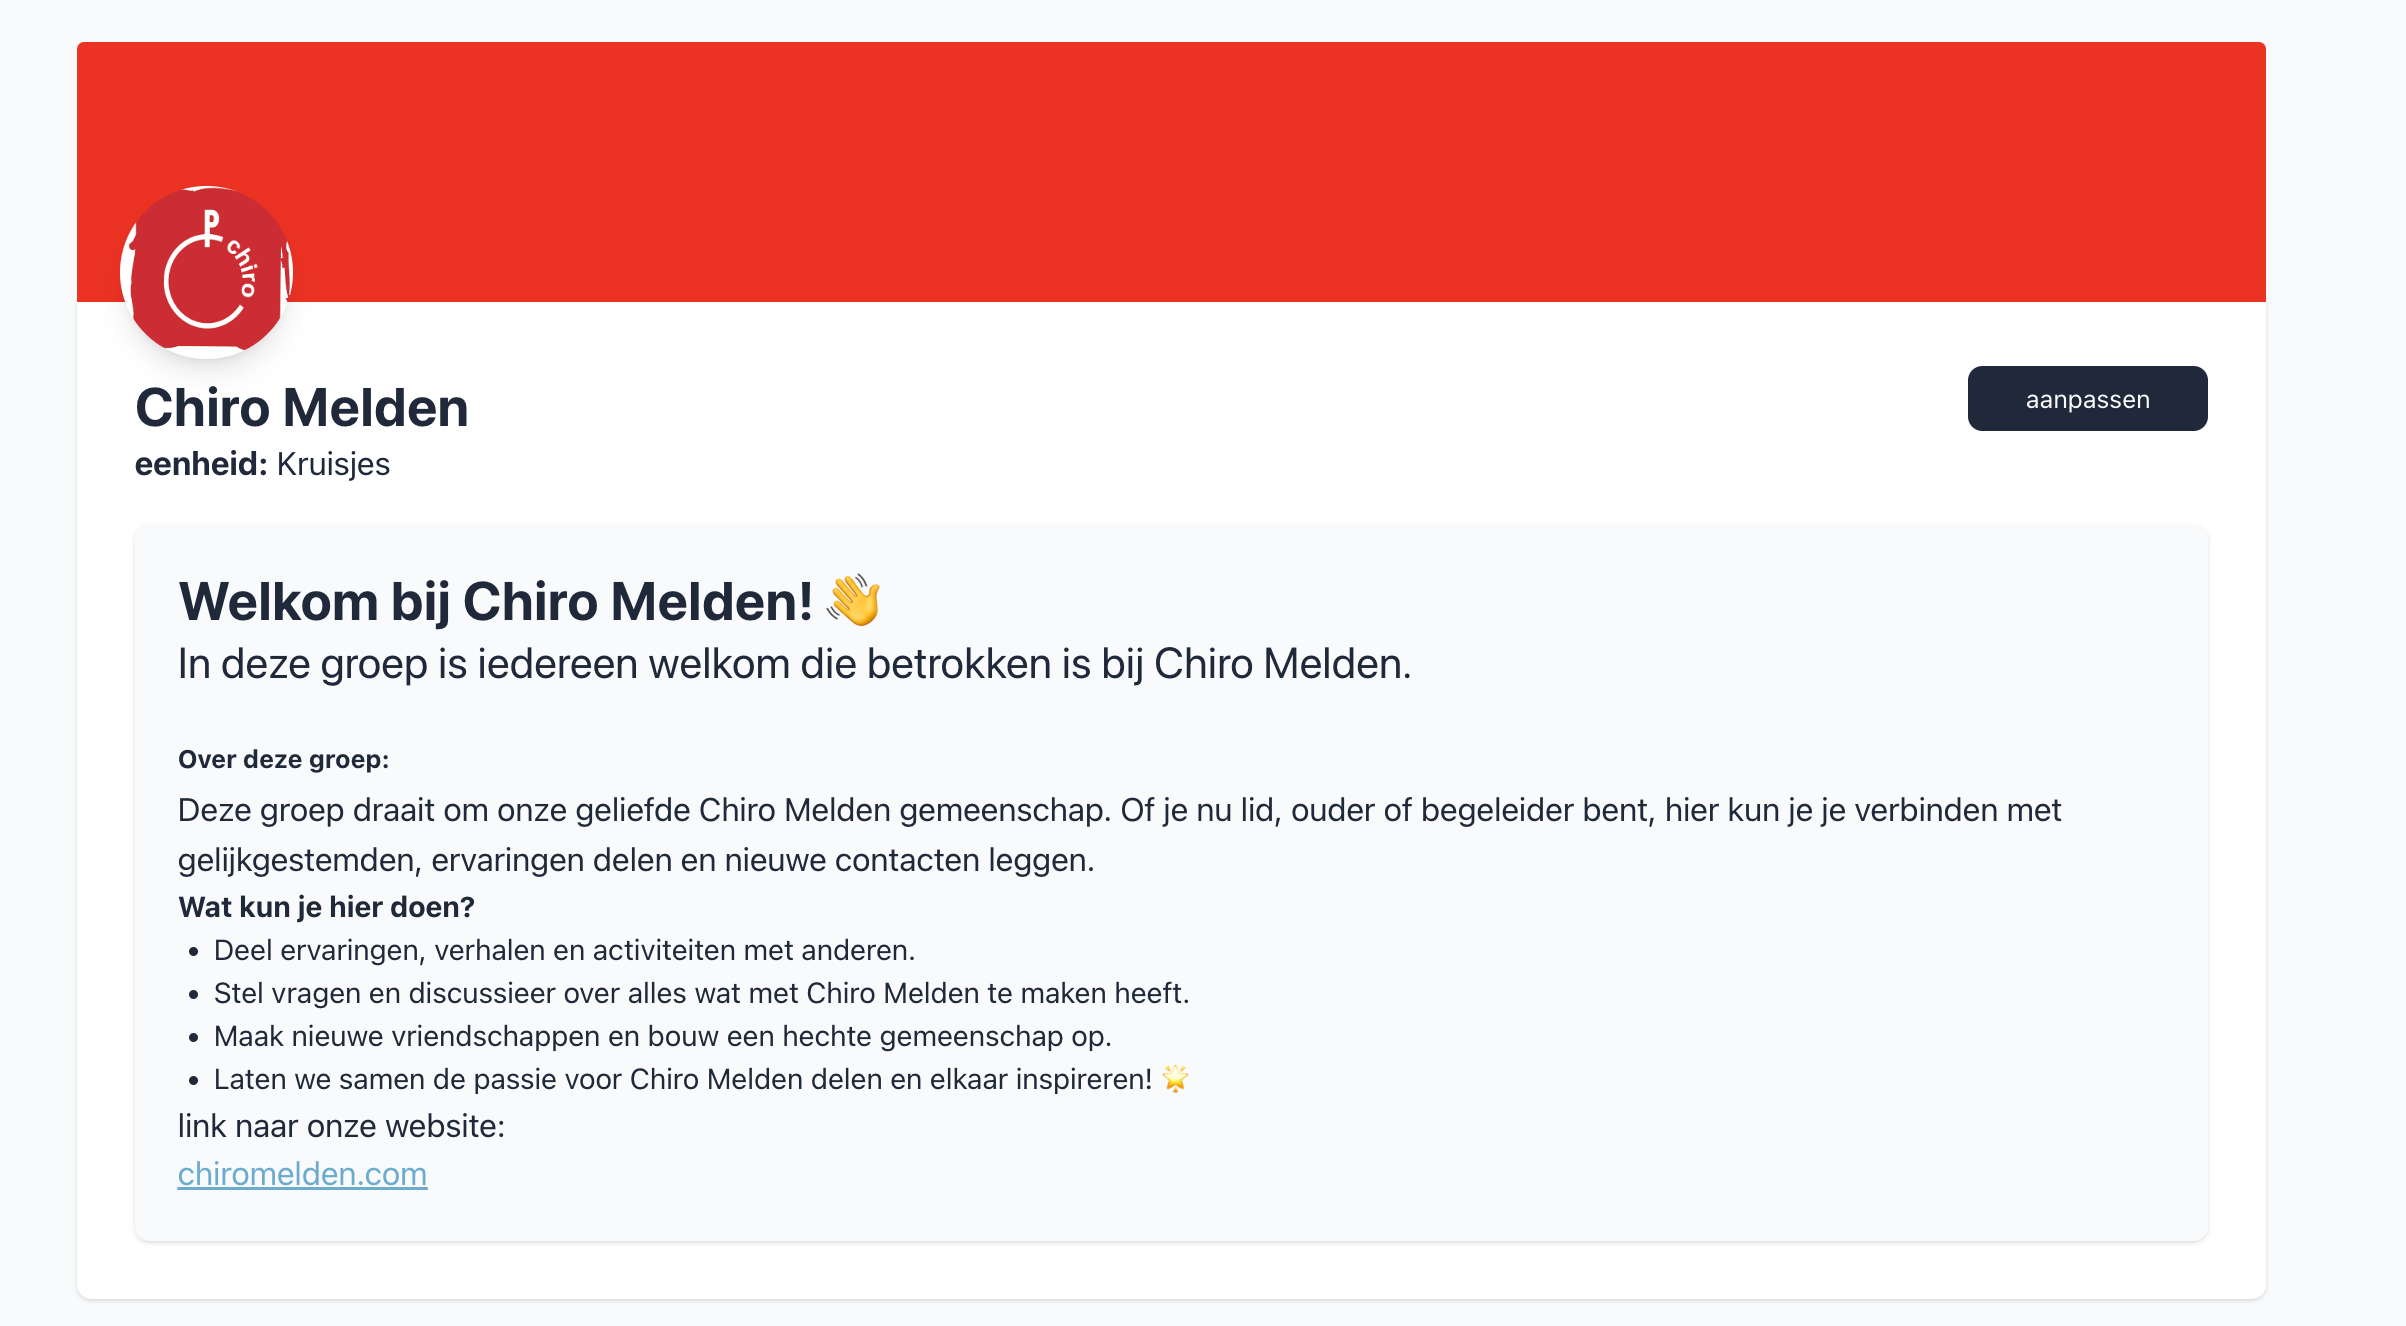 P
chiro
Chiro Melden
aanpassen
eenheid: Kruisjes
Welkom bij Chiro Melden! 👋
In deze groep is iedereen welkom die betrokken is bij Chiro Melden.
Over deze groep:
Deze groep draait om onze geliefde Chiro Melden gemeenschap. Of je nu lid, ouder of begeleider bent, hier kun je je verbinden met
gelijkgestemden, ervaringen delen en nieuwe contacten leggen.
Wat kun je hier doen?
• Deel ervaringen, verhalen en activiteiten met anderen.
• Stel vragen en discussieer over alles wat met Chiro Melden te maken heeft.
• Maak nieuwe vriendschappen en bouw een hechte gemeenschap op.
• Laten we samen de passie voor Chiro Melden delen en elkaar inspireren! 🌟
link naar onze website:
chiromelden.com